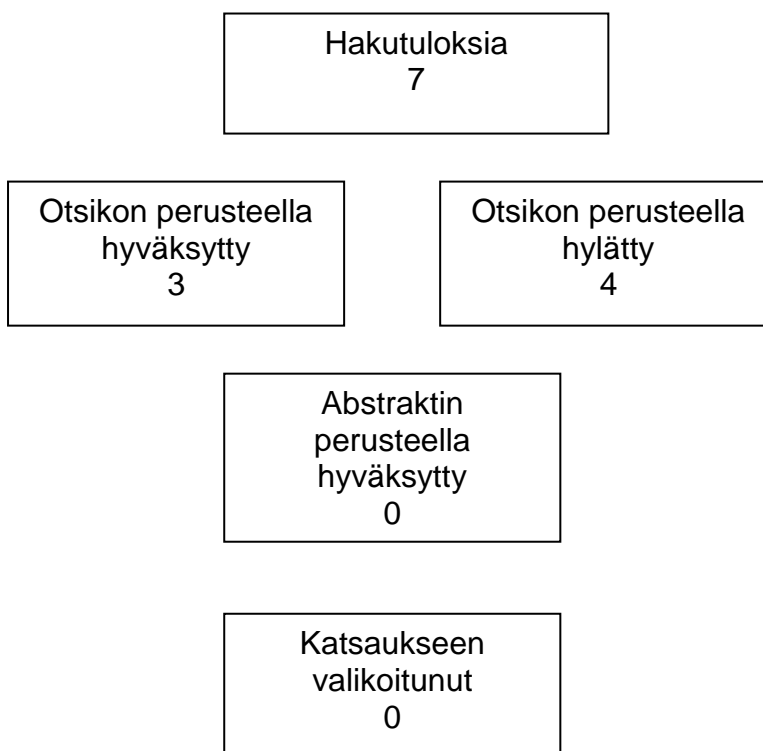 Hakutuloksia
7
Otsikon perusteella
hyväksytty
3
Otsikon perusteella
hylätty
4
Abstraktin
perusteella
hyväksytty
0
Katsaukseen
valikoitunut
0